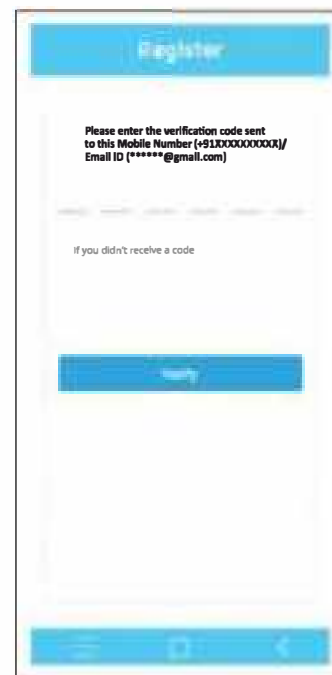 Register
Please enter the verification code sent
to this Mobile Number (+91XXXXXXXXXX)/
Email ID (******@gmail.com)
If you didn't receive a code
Verify